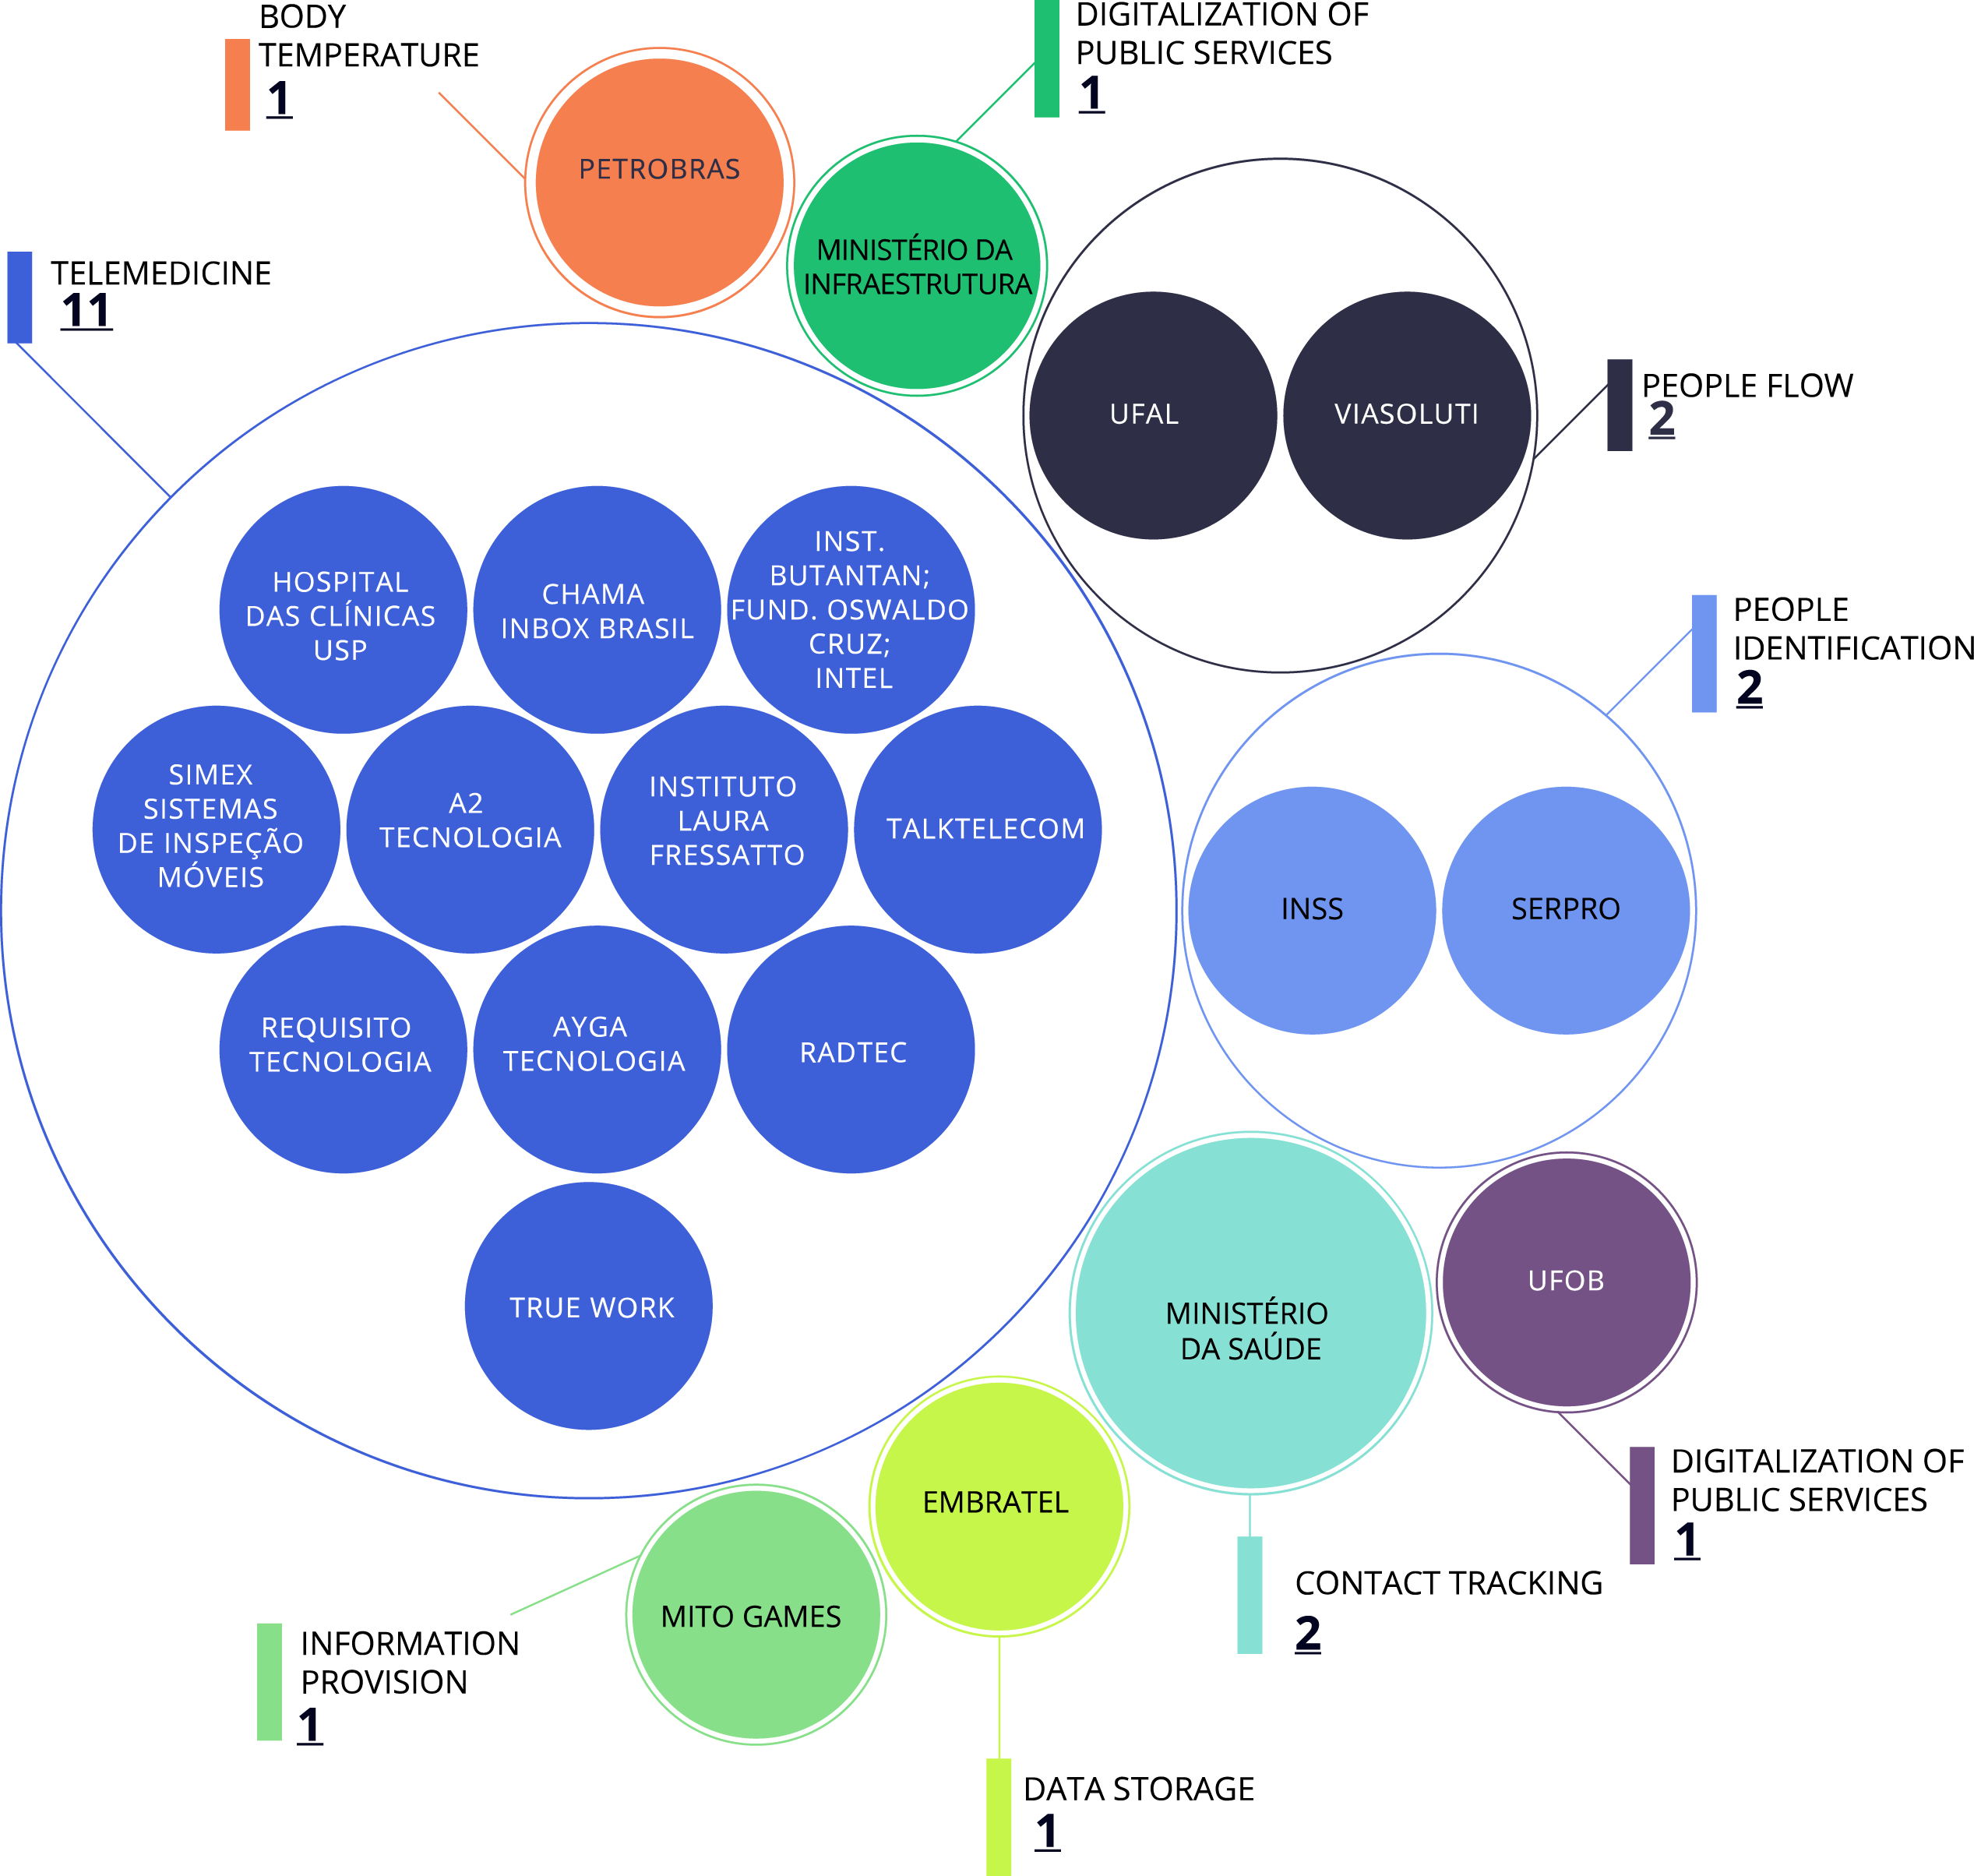 BODY
TEMPERATURE
1
DIGITALIZATION OF
PUBLIC SERVICES
1
PETROBRAS
MINISTÉRIO DA
INFRAESTRUTURA
TELEMEDICINE
11
UFAL
VIASOLUTI
PEOPLE FLOW
2
HOSPITAL
DAS CLÍNICAS
USP
CHAMA
INBOX BRASIL
INST.
BUTANTAN;
FUND. OSWALDO
CRUZ;
INTEL
PEOPLE
IDENTIFICATION
2
SIMEX
SISTEMAS
DE INSPEÇÃO
MÓVEIS
A2
TECNOLOGIA
INSTITUTO
LAURA
FRESSATTO
TALKTELECOM
INSS
SERPRO
REQUISITO
TECNOLOGIA
AYGA
TECNOLOGIA
RADTEC
TRUE WORK
MINISTÉRIO
DA SAÚDE
UFOB
EMBRATEL
DIGITALIZATION OF
PUBLIC SERVICES
1
MITO GAMES
CONTACT TRACKING
2
INFORMATION
PROVISION
1
DATA STORAGE
1